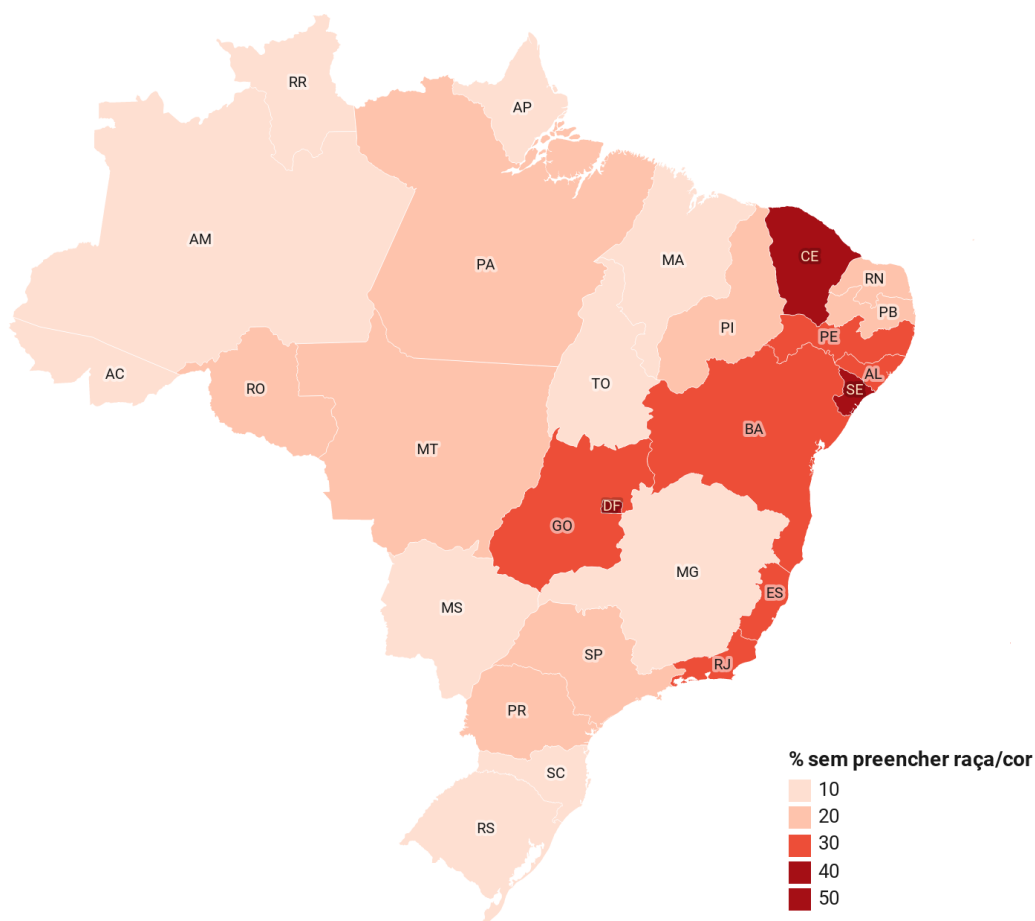 RR
AP
AM
PA
MA
CE
RN
PB
PI
PE
AC
RO
TO
AL
SE
MT
BA
DF
GO
MG
MS
ES
SP
RJ
PR
SC
RS
% sem preencher raça/cor
10
20
30
40
50